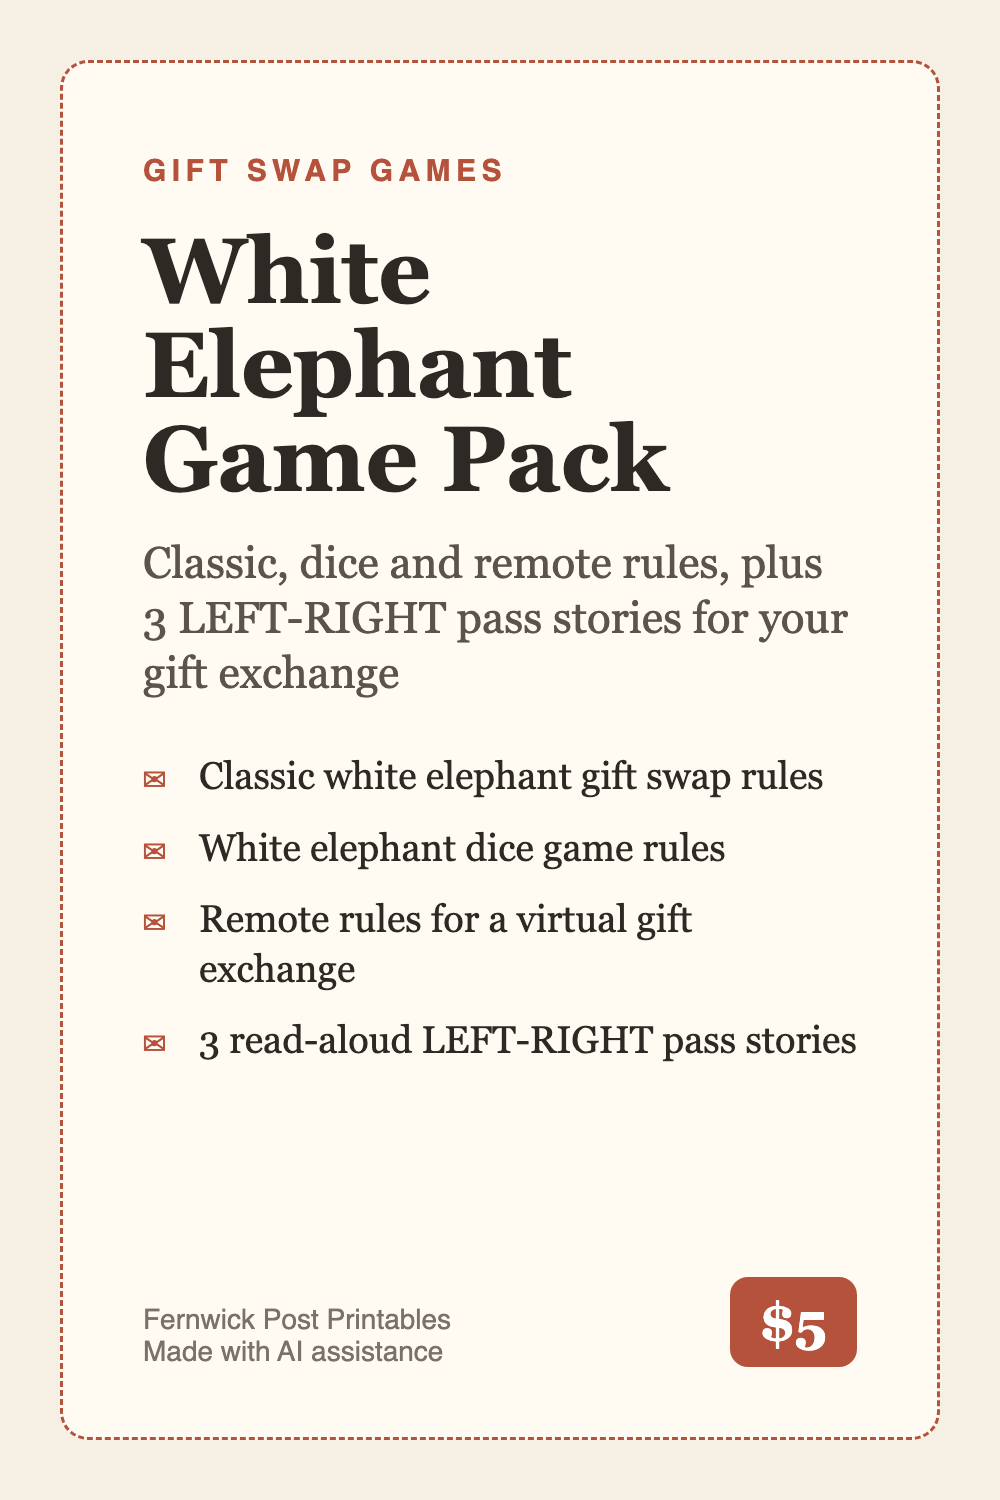 GIFT SWAP GAMES
White
Elephant
Game Pack
Classic, dice and remote rules, plus
3 LEFT-RIGHT pass stories for your
gift exchange
✉ Classic white elephant gift swap rules
✉ White elephant dice game rules
✉ Remote rules for a virtual gift
exchange
✉ 3 read-aloud LEFT-RIGHT pass stories
Fernwick Post Printables
Made with AI assistance
$5